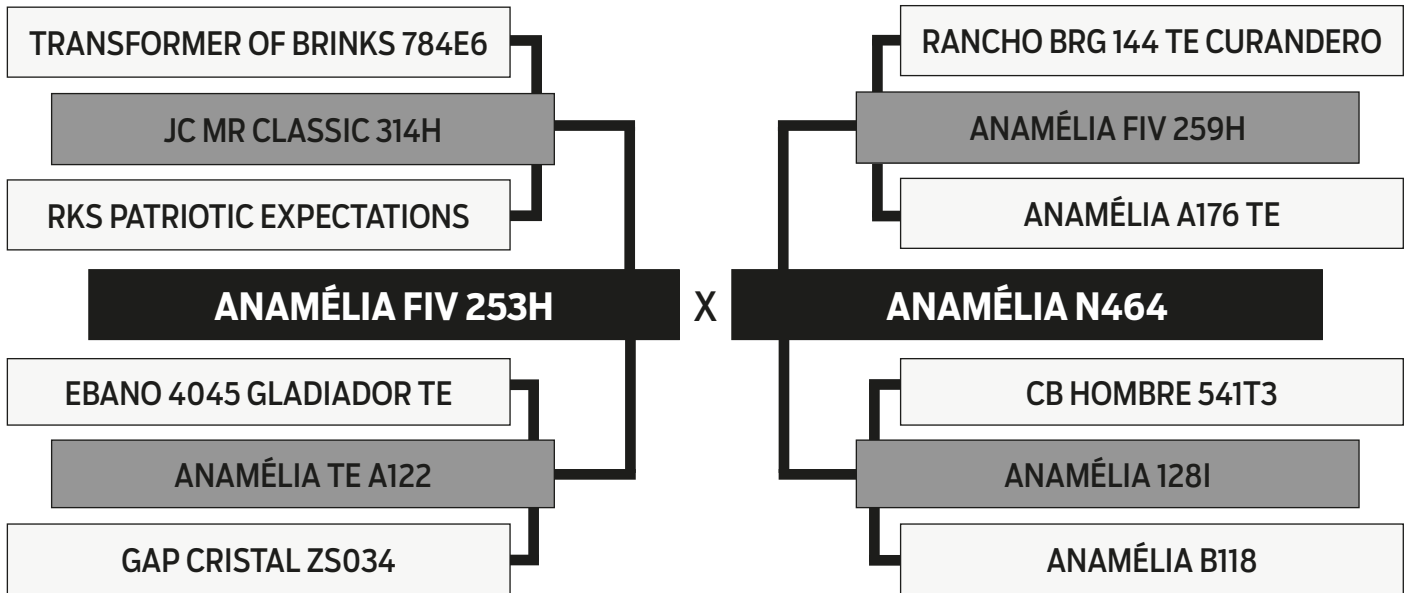 TRANSFORMER OF BRINKS 784E6
JC MR CLASSIC 314H
RKS PATRIOTIC EXPECTATIONS
ANAMÉLIA FIV 253H
EBANO 4045 GLADIADOR TE
ANAMÉLIA TE A122
GAP CRISTAL ZS034
X
RANCHO BRG 144 TE CURANDERO
ANAMÉLIA FIV 259H
ANAMÉLIA A176 TE
ANAMÉLIA N464
CB HOMBRE 541T3
ANAMÉLIA 128I
ANAMÉLIA B118